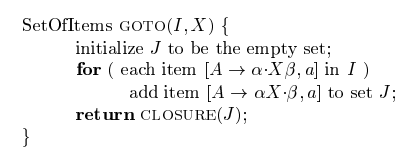 SetOfItems GOTO(I, X) {
initialize J to be the empty set;
for ( each item [A → α·Xβ, a] in I )
add item [A → αX·β, a] to set J;
return CLOSURE(J);
}